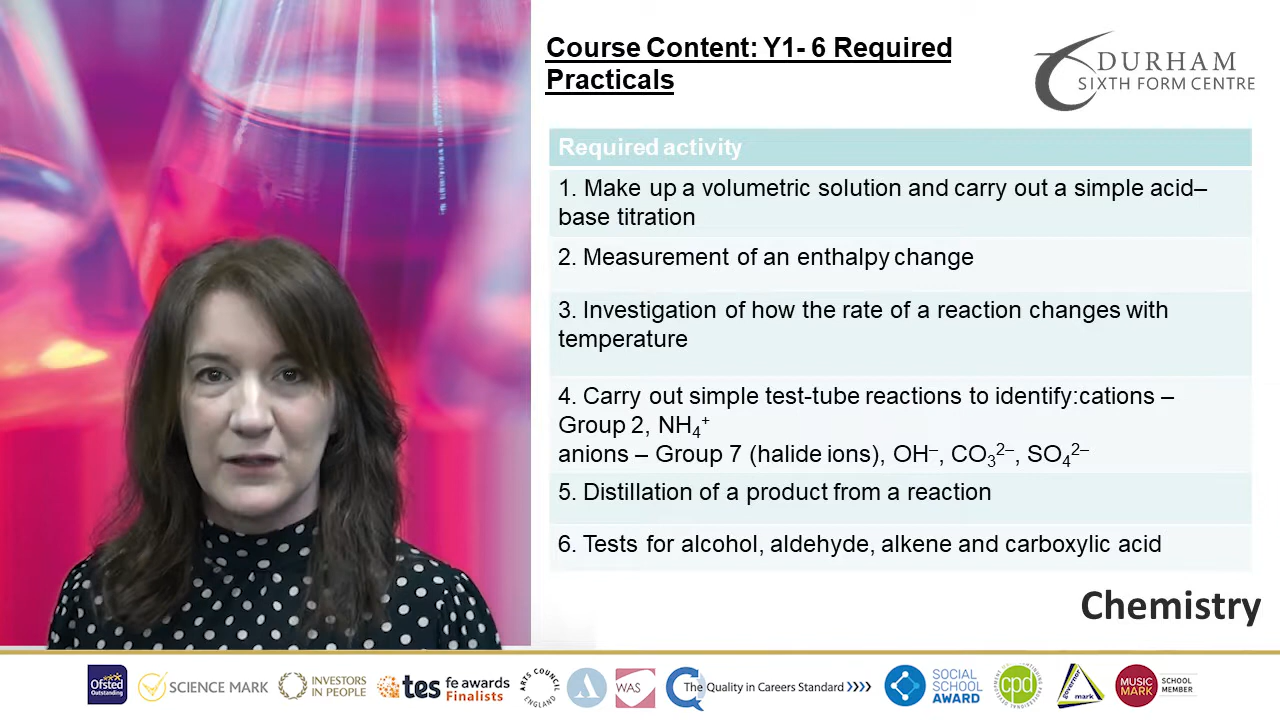 Course Content: Y1- 6 Required
Practicals
DURHAM
SIXTH FORM CENTRE
Required activity
1. Make up a volumetric solution and carry out a simple acid–
base titration
2. Measurement of an enthalpy change
3. Investigation of how the rate of a reaction changes with
temperature
4. Carry out simple test-tube reactions to identify:cations –
Group 2, NH₄⁺
anions – Group 7 (halide ions), OH⁻, CO₃²⁻, SO₄²⁻
5. Distillation of a product from a reaction
6. Tests for alcohol, aldehyde, alkene and carboxylic acid
Chemistry
Ofsted
Outstanding
SCIENCE MARK
INVESTORS
IN PEOPLE
tes fe awards
Finalists
ARTS COUNCIL
ENGLAND
WAS
The Quality in Careers Standard
SOCIAL
SCHOOL
AWARD
cpd
governor
mark
MUSIC
MARK
SCHOOL
MEMBER